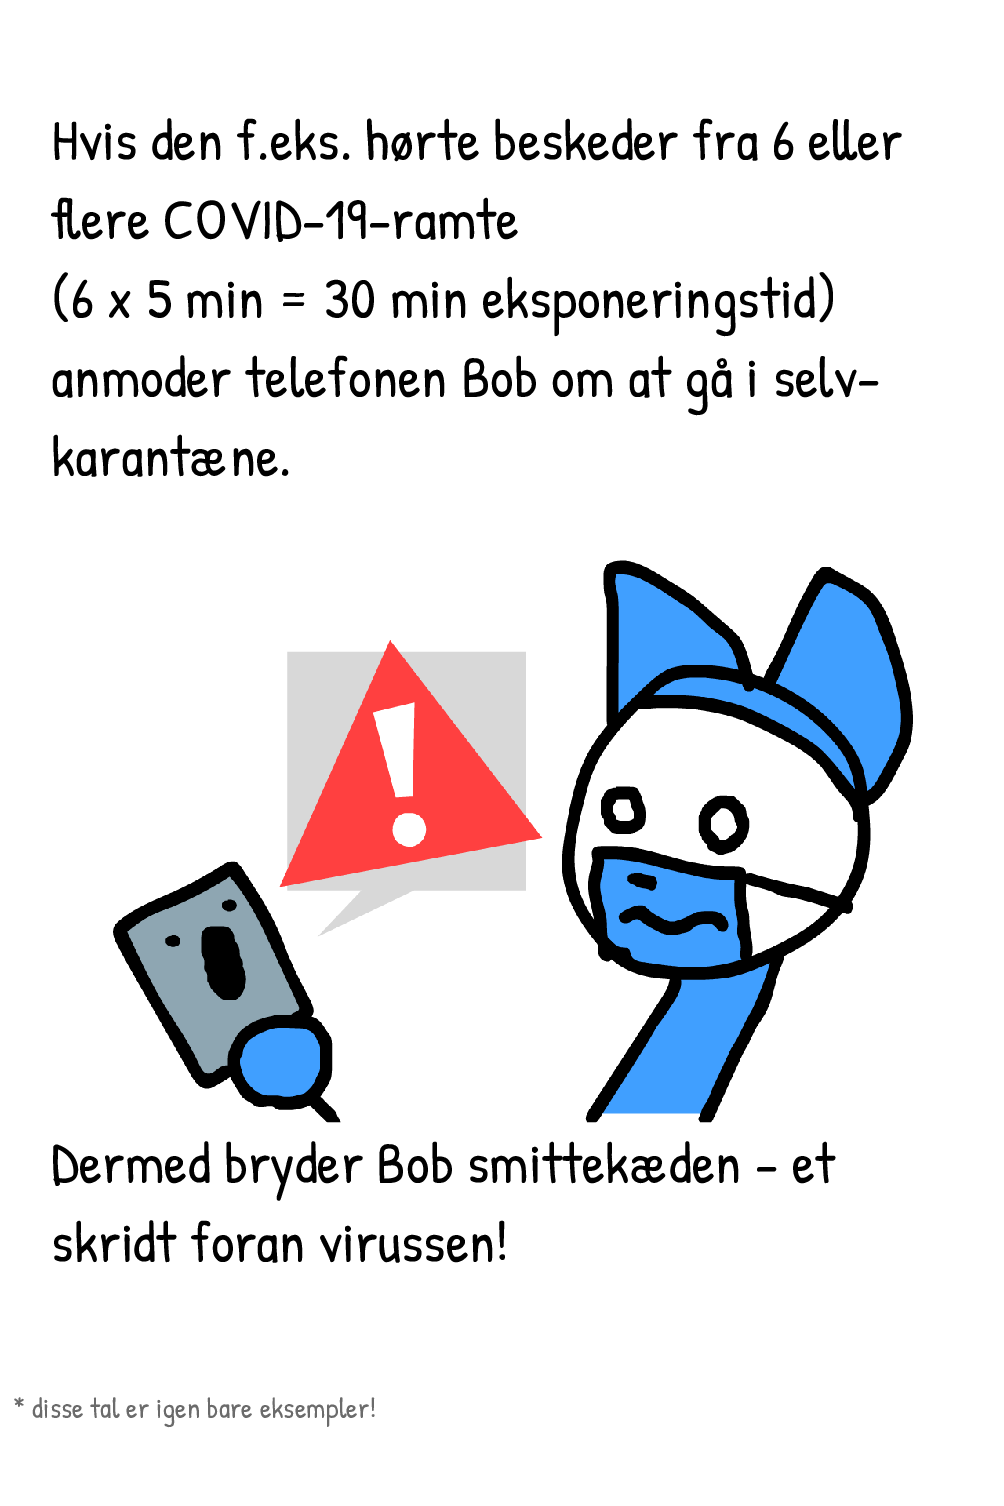 Hvis den f.eks. hørte beskeder fra 6 eller
flere COVID-19-ramte
(6 x 5 min = 30 min eksponeringstid)
anmoder telefonen Bob om at gå i selv-
karantæne.
!
Dermed bryder Bob smittekæden - et
skridt foran virussen!
* disse tal er igen bare eksempler!